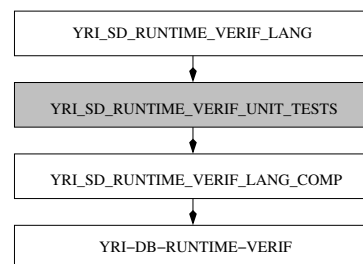 YRI_SD_RUNTIME_VERIF_LANG
YRI_SD_RUNTIME_VERIF_UNIT_TESTS
YRI_SD_RUNTIME_VERIF_LANG_COMP
YRI−DB−RUNTIME−VERIF